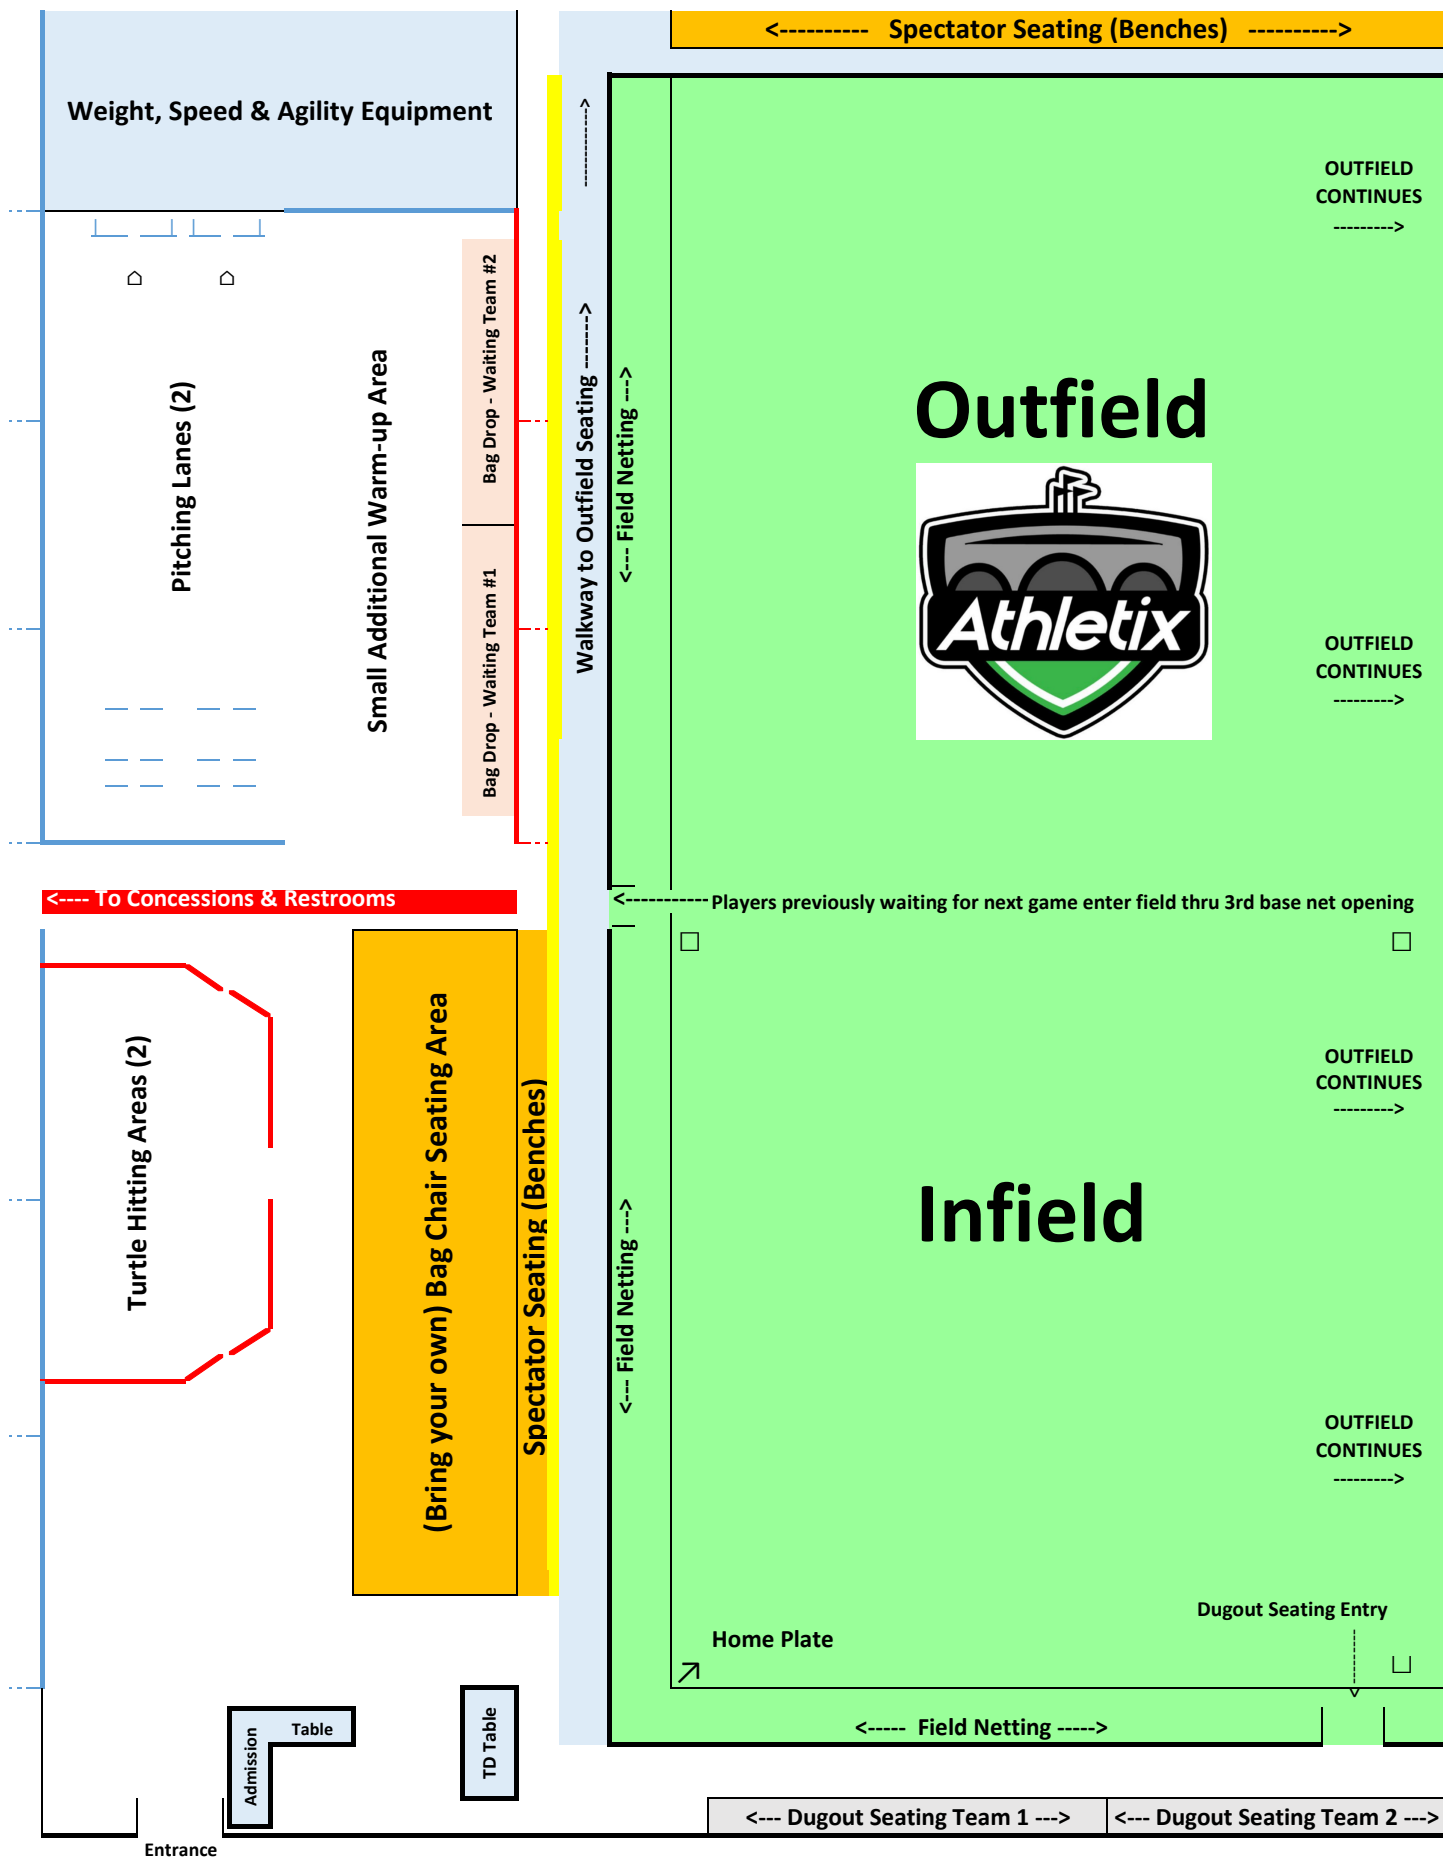 <---------- Spectator Seating (Benches) ---------->
Weight, Speed & Agility Equipment
---------->
OUTFIELD
CONTINUES
--------->
Bag Drop - Waiting Team #2
Pitching Lanes (2)
Small Additional Warm-up Area
Walkway to Outfield Seating ------->
<--- Field Netting --->
Outfield
Athletix
Bag Drop - Waiting Team #1
OUTFIELD
CONTINUES
--------->
<---- To Concessions & Restrooms
<----------- Players previously waiting for next game enter field thru 3rd base net opening
Turtle Hitting Areas (2)
(Bring your own) Bag Chair Seating Area
Spectator Seating (Benches)
<--- Field Netting --->
OUTFIELD
CONTINUES
--------->
Infield
OUTFIELD
CONTINUES
--------->
Dugout Seating Entry
--------->
Home Plate
Admission
Table
TD Table
<----- Field Netting ----->
<--- Dugout Seating Team 1 --->
<--- Dugout Seating Team 2 --->
Entrance